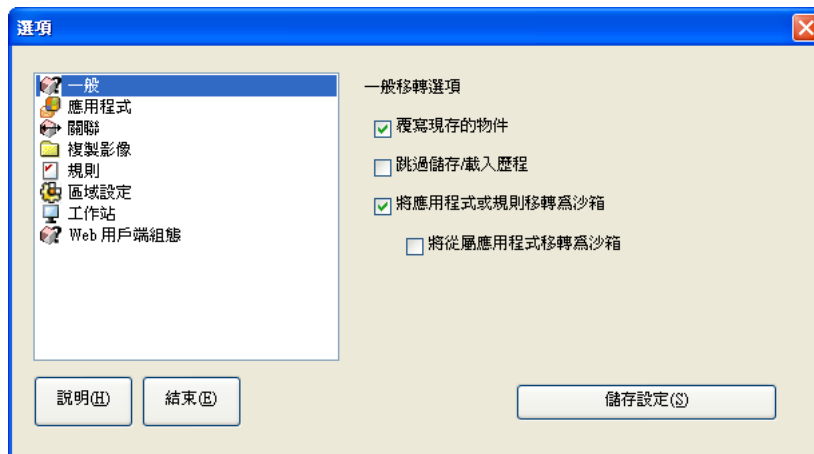 選項
一般
應用程式
關聯
複製影像
規則
區域設定
工作站
Web 用戶端組態
一般移轉選項
覆寫現存的物件
跳過儲存/載入歷程
將應用程式或規則移轉為沙箱
將從屬應用程式移轉為沙箱
說明(H)
結束(E)
儲存設定(S)